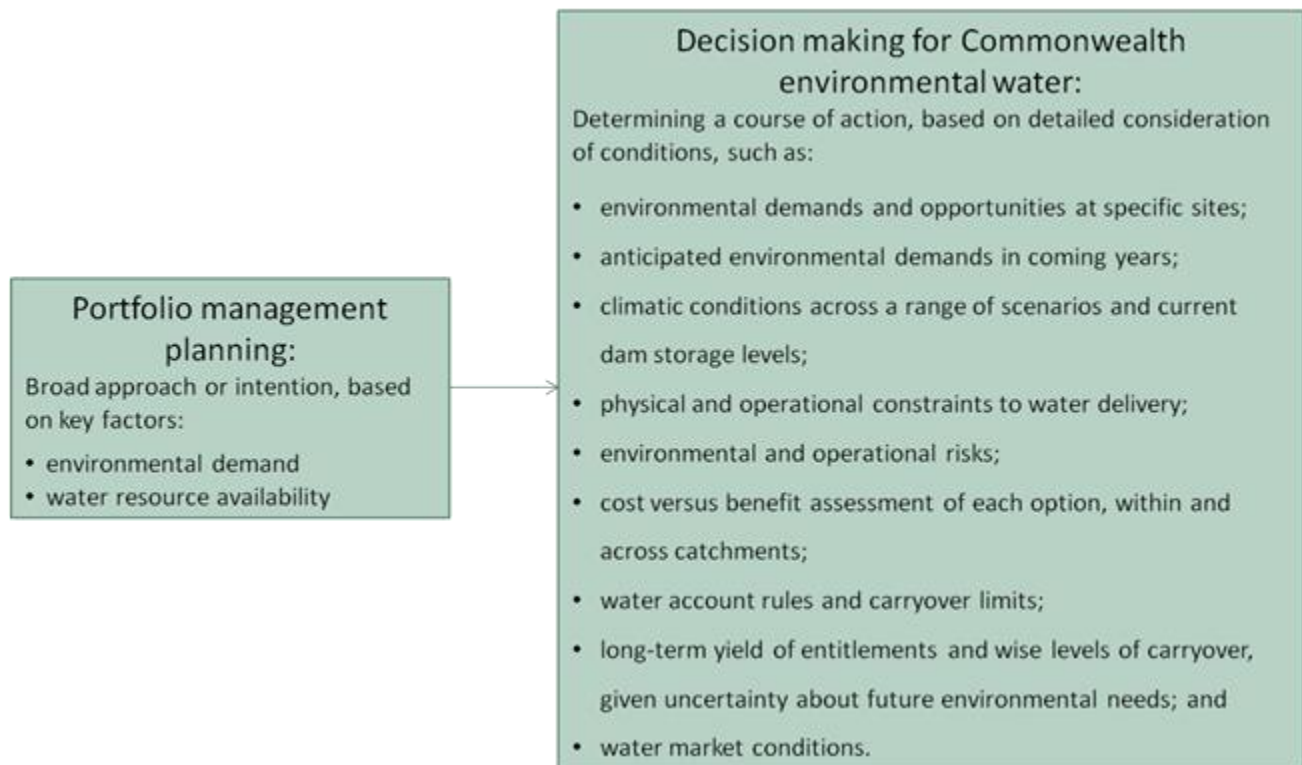 Portfolio management
planning:
Broad approach or intention, based
on key factors:
• environmental demand
• water resource availability
Decision making for Commonwealth
environmental water:
Determining a course of action, based on detailed consideration
of conditions, such as:
• environmental demands and opportunities at specific sites;
• anticipated environmental demands in coming years;
• climatic conditions across a range of scenarios and current
dam storage levels;
• physical and operational constraints to water delivery;
• environmental and operational risks;
• cost versus benefit assessment of each option, within and
across catchments;
• water account rules and carryover limits;
• long-term yield of entitlements and wise levels of carryover,
given uncertainty about future environmental needs; and
• water market conditions.